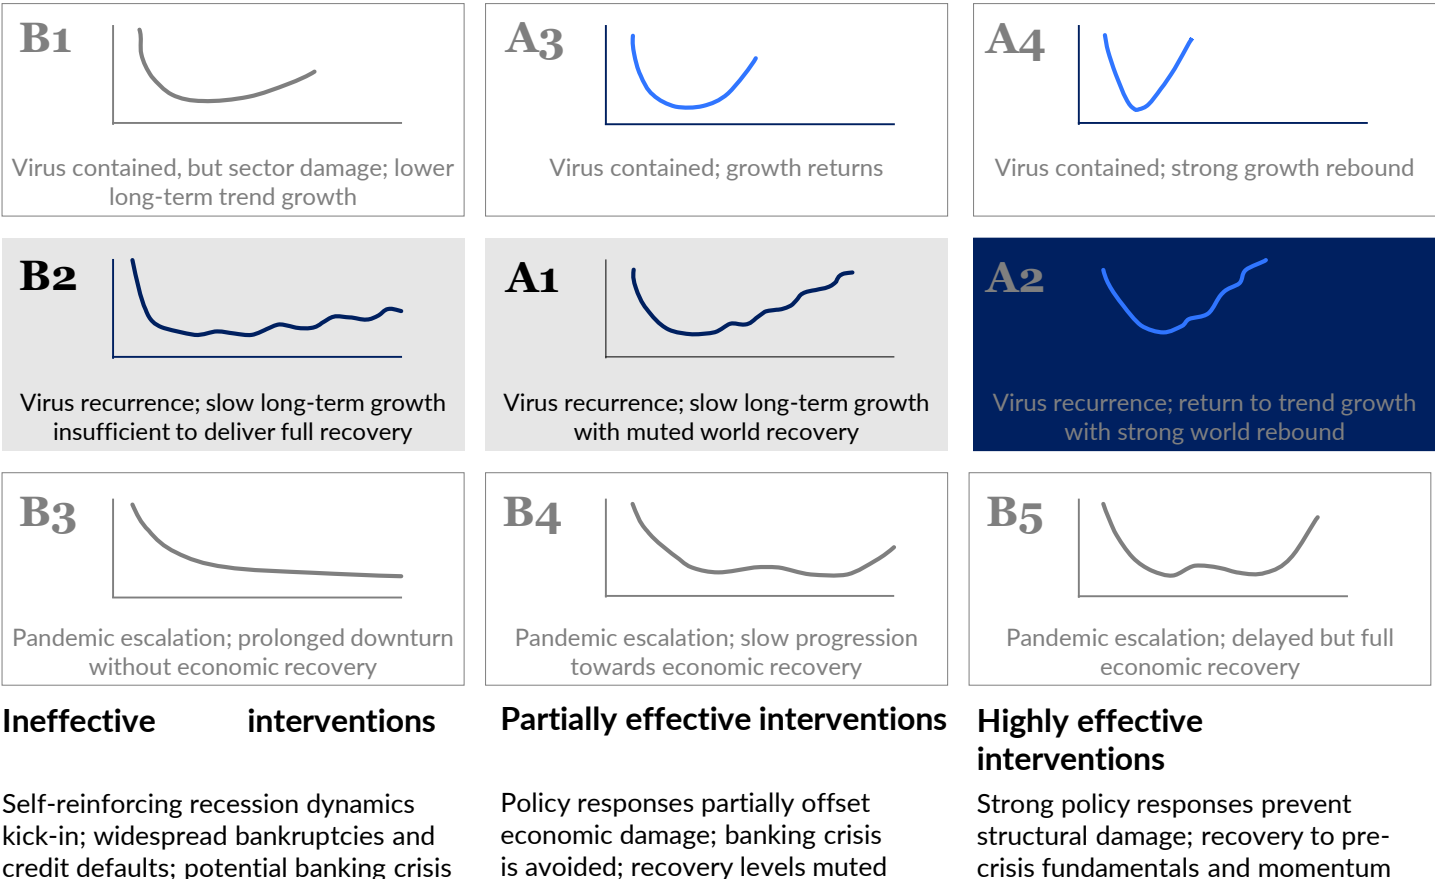 B1
Virus contained, but sector damage; lower
long-term trend growth
A3
Virus contained; growth returns
A4
Virus contained; strong growth rebound
B2
Virus recurrence; slow long-term growth
insufficient to deliver full recovery
A1
Virus recurrence; slow long-term growth
with muted world recovery
A2
Virus recurrence; return to trend growth
with strong world rebound
B3
Pandemic escalation; prolonged downturn
without economic recovery
B4
Pandemic escalation; slow progression
towards economic recovery
B5
Pandemic escalation; delayed but full
economic recovery
Ineffective interventions
Self-reinforcing recession dynamics
kick-in; widespread bankruptcies and
credit defaults; potential banking crisis
Partially effective interventions
Policy responses partially offset
economic damage; banking crisis
is avoided; recovery levels muted
Highly effective
interventions
Strong policy responses prevent
structural damage; recovery to pre-
crisis fundamentals and momentum